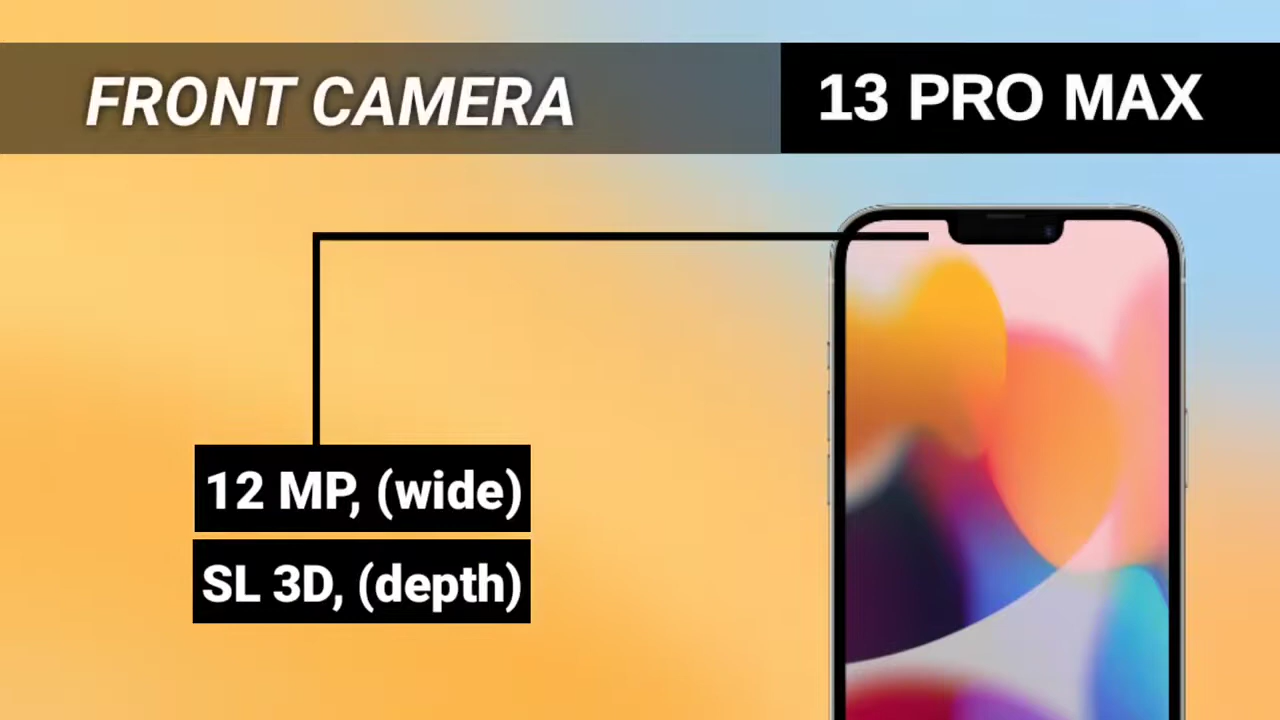 FRONT CAMERA
13 PRO MAX
12 MP, (wide)
SL 3D, (depth)